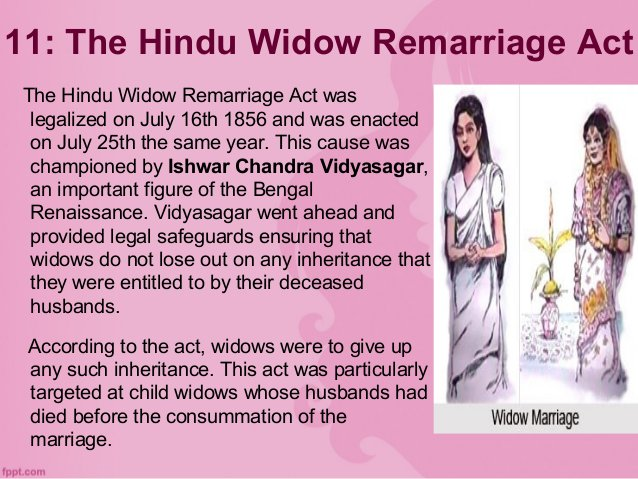 11: The Hindu Widow Remarriage Act
The Hindu Widow Remarriage Act was
legalized on July 16th 1856 and was enacted
on July 25th the same year. This cause was
championed by Ishwar Chandra Vidyasagar,
an important figure of the Bengal
Renaissance. Vidyasagar went ahead and
provided legal safeguards ensuring that
widows do not lose out on any inheritance that
they were entitled to by their deceased
husbands.
According to the act, widows were to give up
any such inheritance. This act was particularly
targeted at child widows whose husbands had
died before the consummation of the
marriage.
Widow Marriage
fppt.com